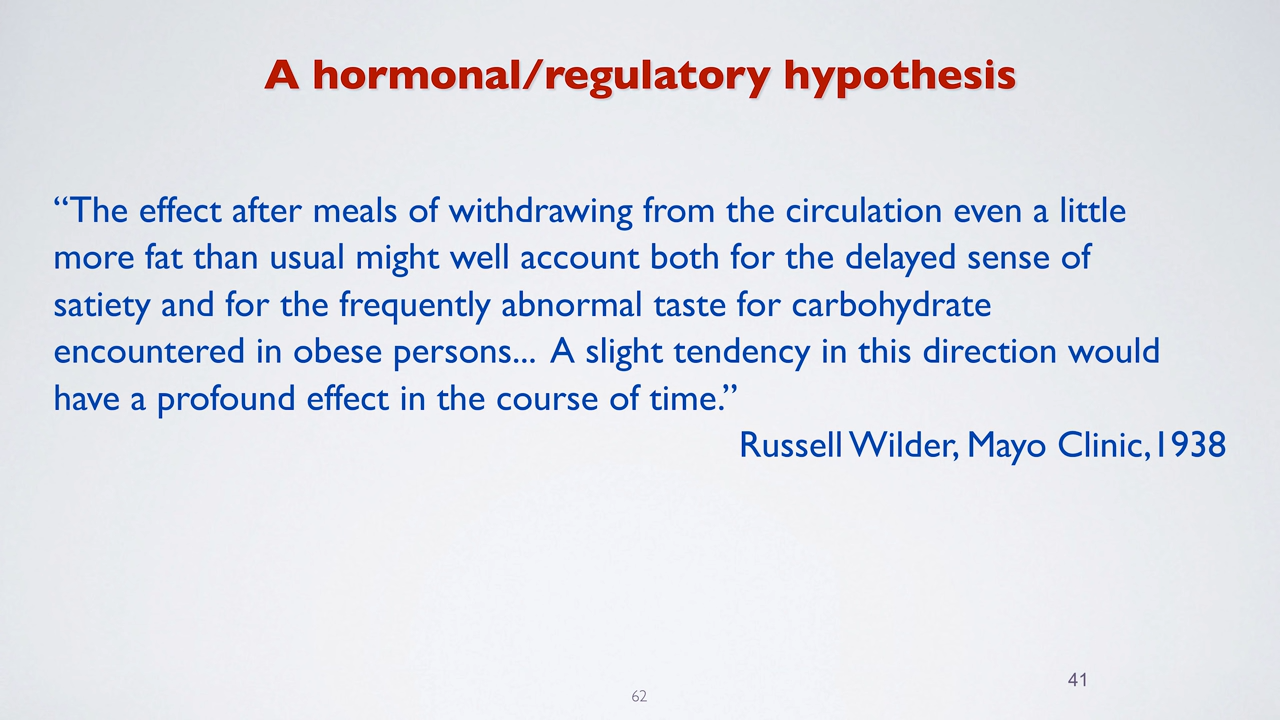 A hormonal/regulatory hypothesis
“The effect after meals of withdrawing from the circulation even a little
more fat than usual might well account both for the delayed sense of
satiety and for the frequently abnormal taste for carbohydrate
encountered in obese persons...  A slight tendency in this direction would
have a profound effect in the course of time.”
Russell Wilder, Mayo Clinic,1938
41
62